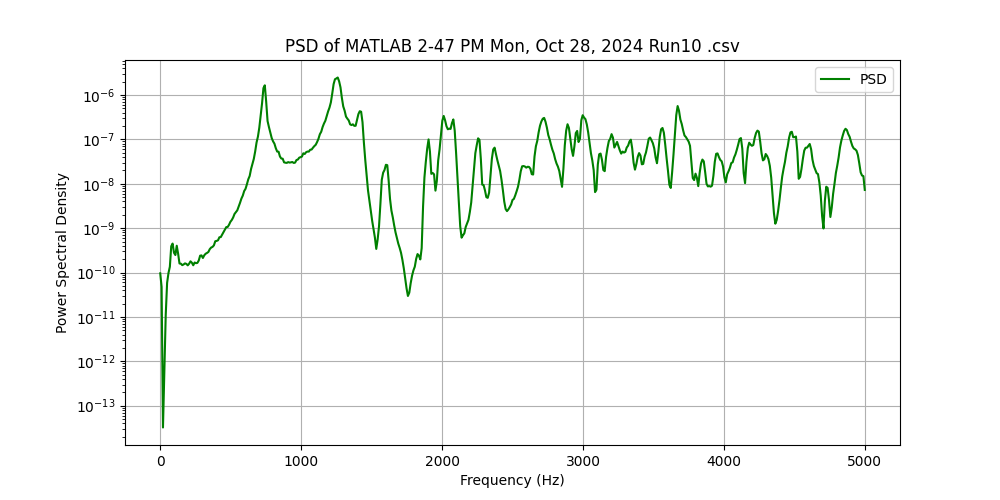 PSD of MATLAB 2-47 PM Mon, Oct 28, 2024 Run10 .csv
PSD
Power Spectral Density
10⁻⁶
10⁻⁷
10⁻⁸
10⁻⁹
10⁻¹⁰
10⁻¹¹
10⁻¹²
10⁻¹³
0 1000 2000 3000 4000 5000
Frequency (Hz)